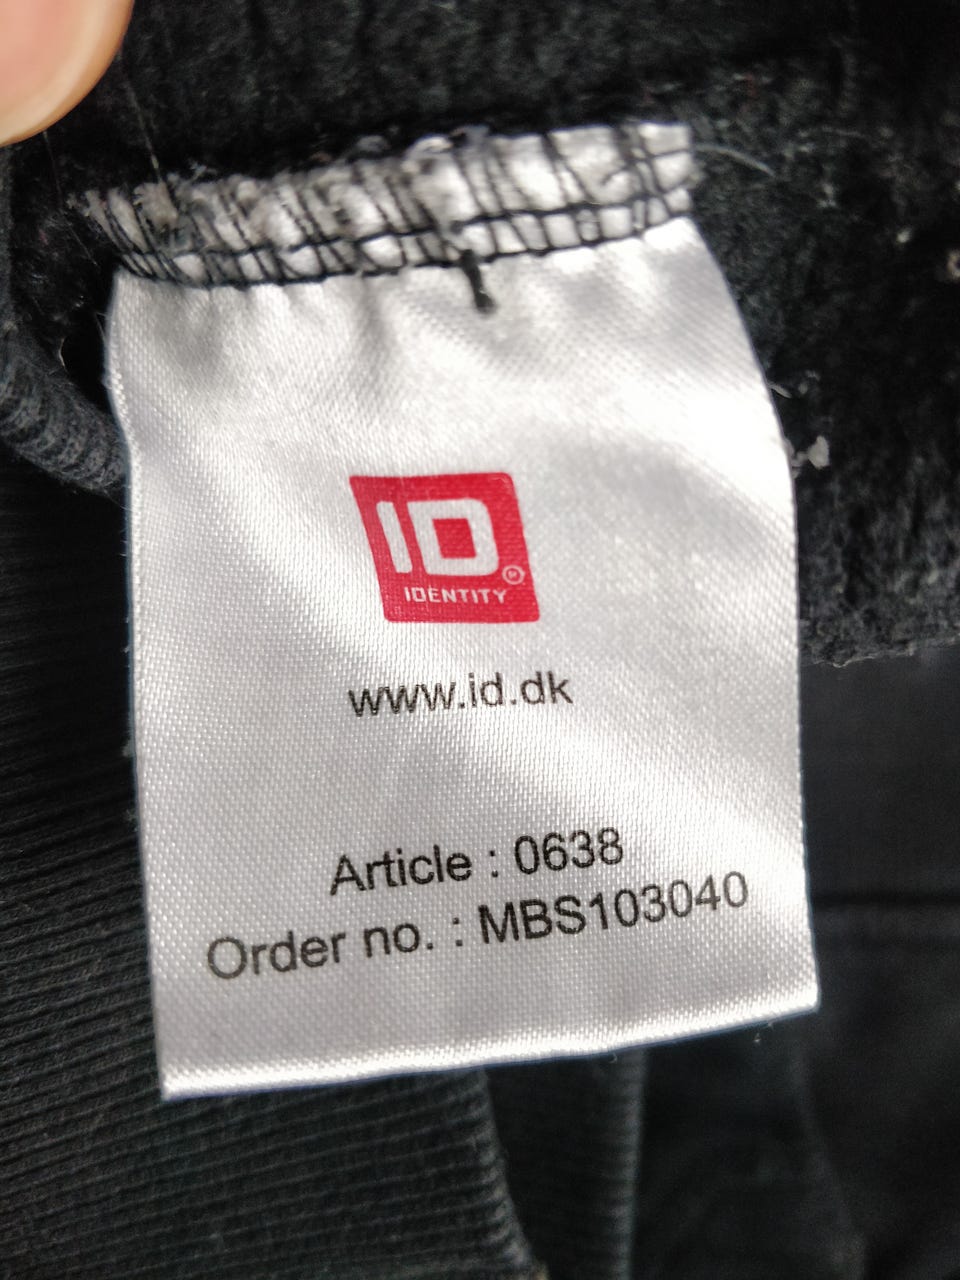 ID
IDENTITY
www.id.dk
Article : 0638
Order no. : MBS103040